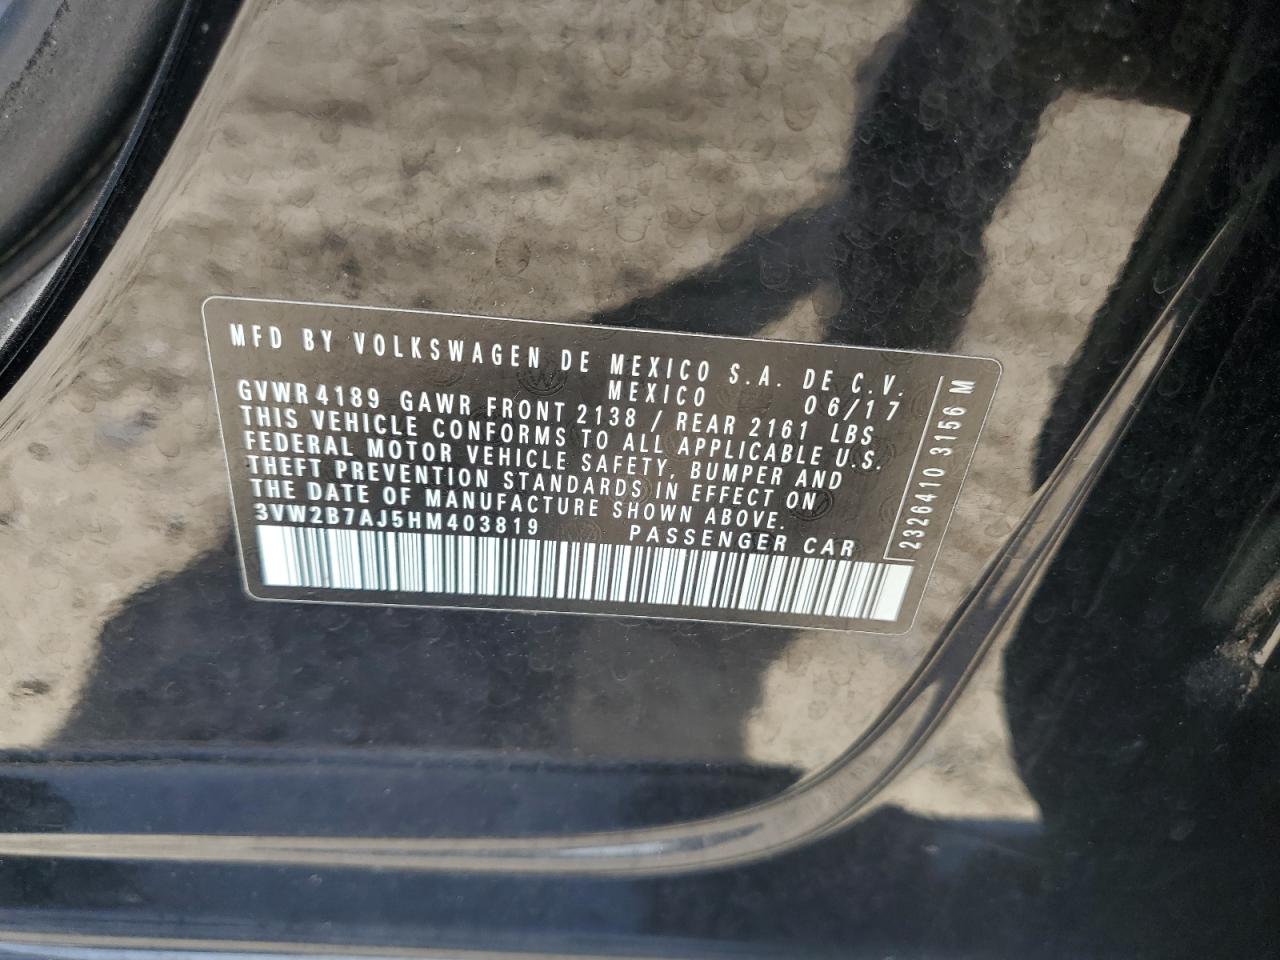 MFD BY VOLKSWAGEN DE MEXICO S.A. DE C.V.
MEXICO 06/17
GVWR 4189 GAWR FRONT 2138 / REAR 2161 LBS
THIS VEHICLE CONFORMS TO ALL APPLICABLE U.S.
FEDERAL MOTOR VEHICLE SAFETY, BUMPER AND
THEFT PREVENTION STANDARDS IN EFFECT ON
THE DATE OF MANUFACTURE SHOWN ABOVE.
3VW2B7AJ5HM403819 PASSENGER CAR
2326410 3156 M